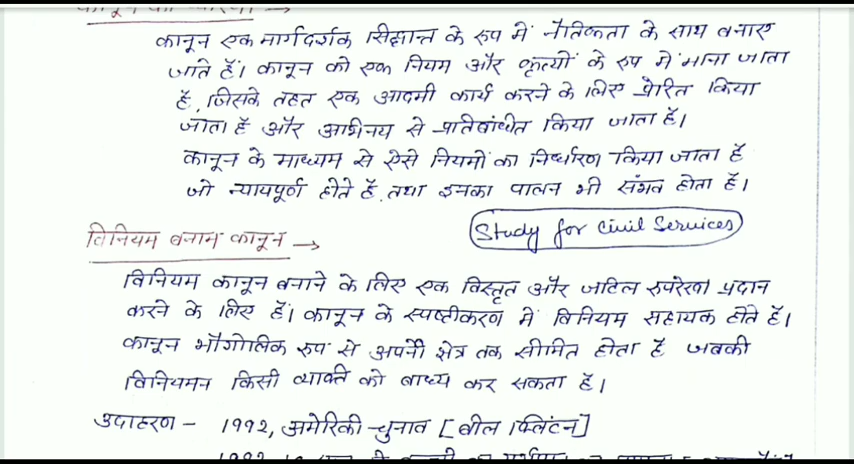 कानून एक मार्गदर्शक सिद्धान्त के रूप में नैतिकता के साथ बनाए
जाते हैं। कानून को एक नियम और कृत्यों के रुप में माना जाता
है, जिसके तहत एक आदमी कार्य करने के लिए प्रेरित किया
जाता है और अभिनय से प्रतिबंधित किया जाता है।
कानून के माध्यम से ऐसे नियमों का निर्धारण किया जाता है
जो न्यायपूर्ण होते है, तथा इनका पालन भी संभव होता है।
Study for Civil Services
विनियम बनाम कानून →
विनियम कानून बनाने के लिए एक विस्तृत और जटिल रुपरेखा प्रदान
करने के लिए हैं। कानून के स्पष्टीकरण में विनियम सहायक होते हैं।
कानून भौगोलिक रूप से अपने क्षेत्र तक सीमित होता है जबकी
विनियमन किसी व्यक्ति को बाध्य कर सकता है।
उदाहरण - 1992, अमेरिकी चुनाव [बील क्लिंटन]